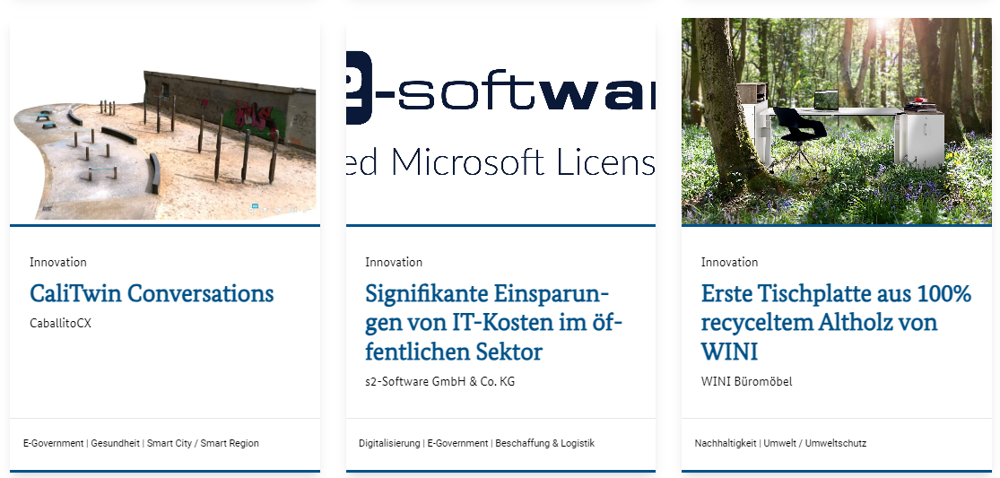 2-software
ed Microsoft Licens
Innovation
CaliTwin Conversations
CaballitoCX
E-Government | Gesundheit | Smart City / Smart Region
Innovation
Signifikante Einsparun-
gen von IT-Kosten im öf-
fentlichen Sektor
s2-Software GmbH & Co. KG
Digitalisierung | E-Government | Beschaffung & Logistik
Innovation
Erste Tischplatte aus 100%
recyceltem Altholz von
WINI
WINI Büromöbel
Nachhaltigkeit | Umwelt / Umweltschutz